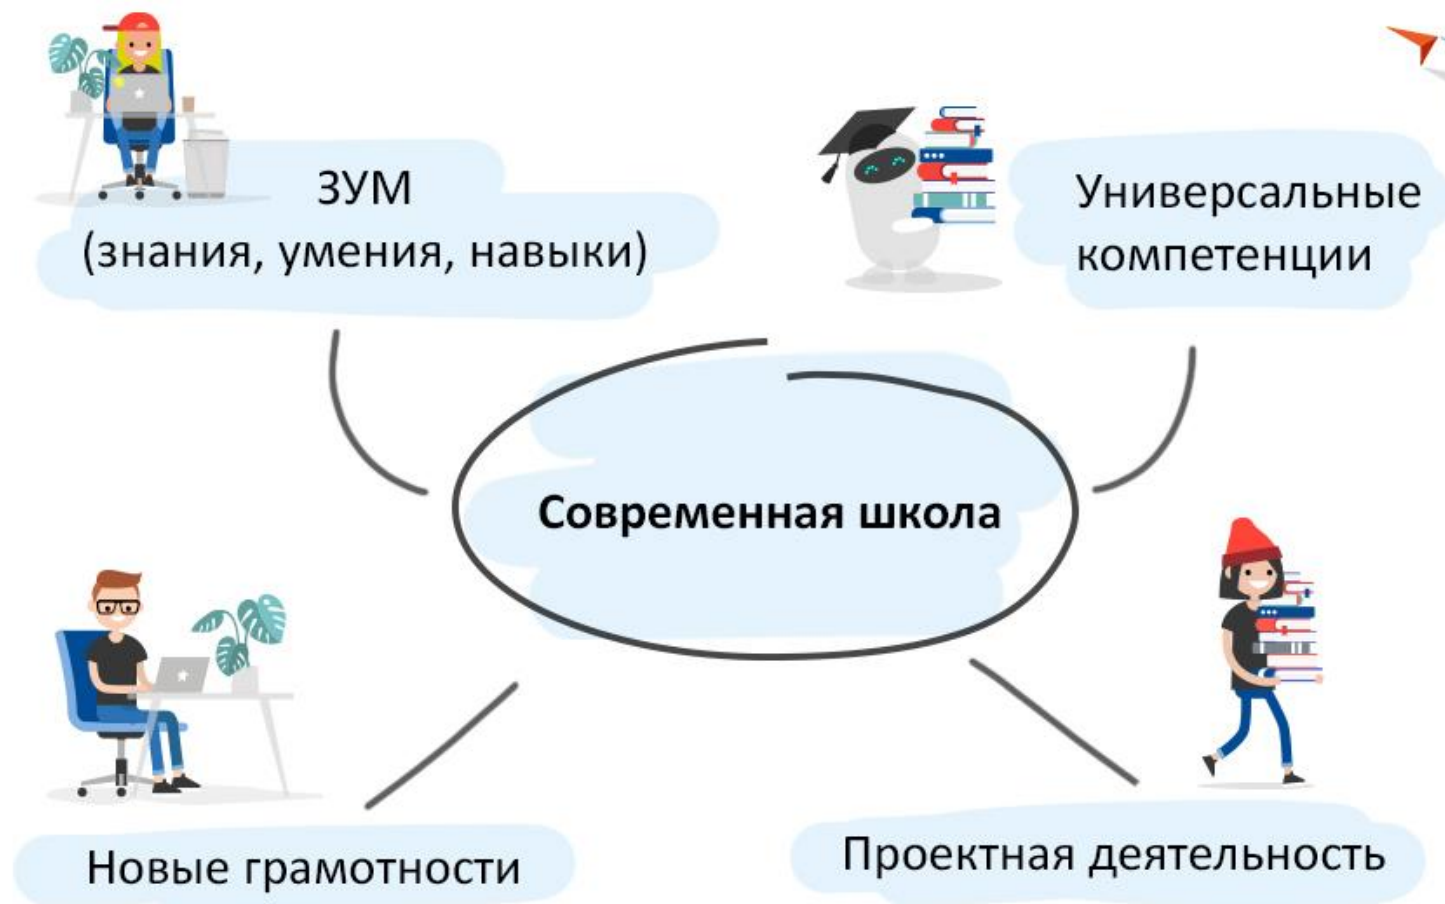 ЗУМ
(знания, умения, навыки)
Универсальные
компетенции
Современная школа
Новые грамотности
Проектная деятельность